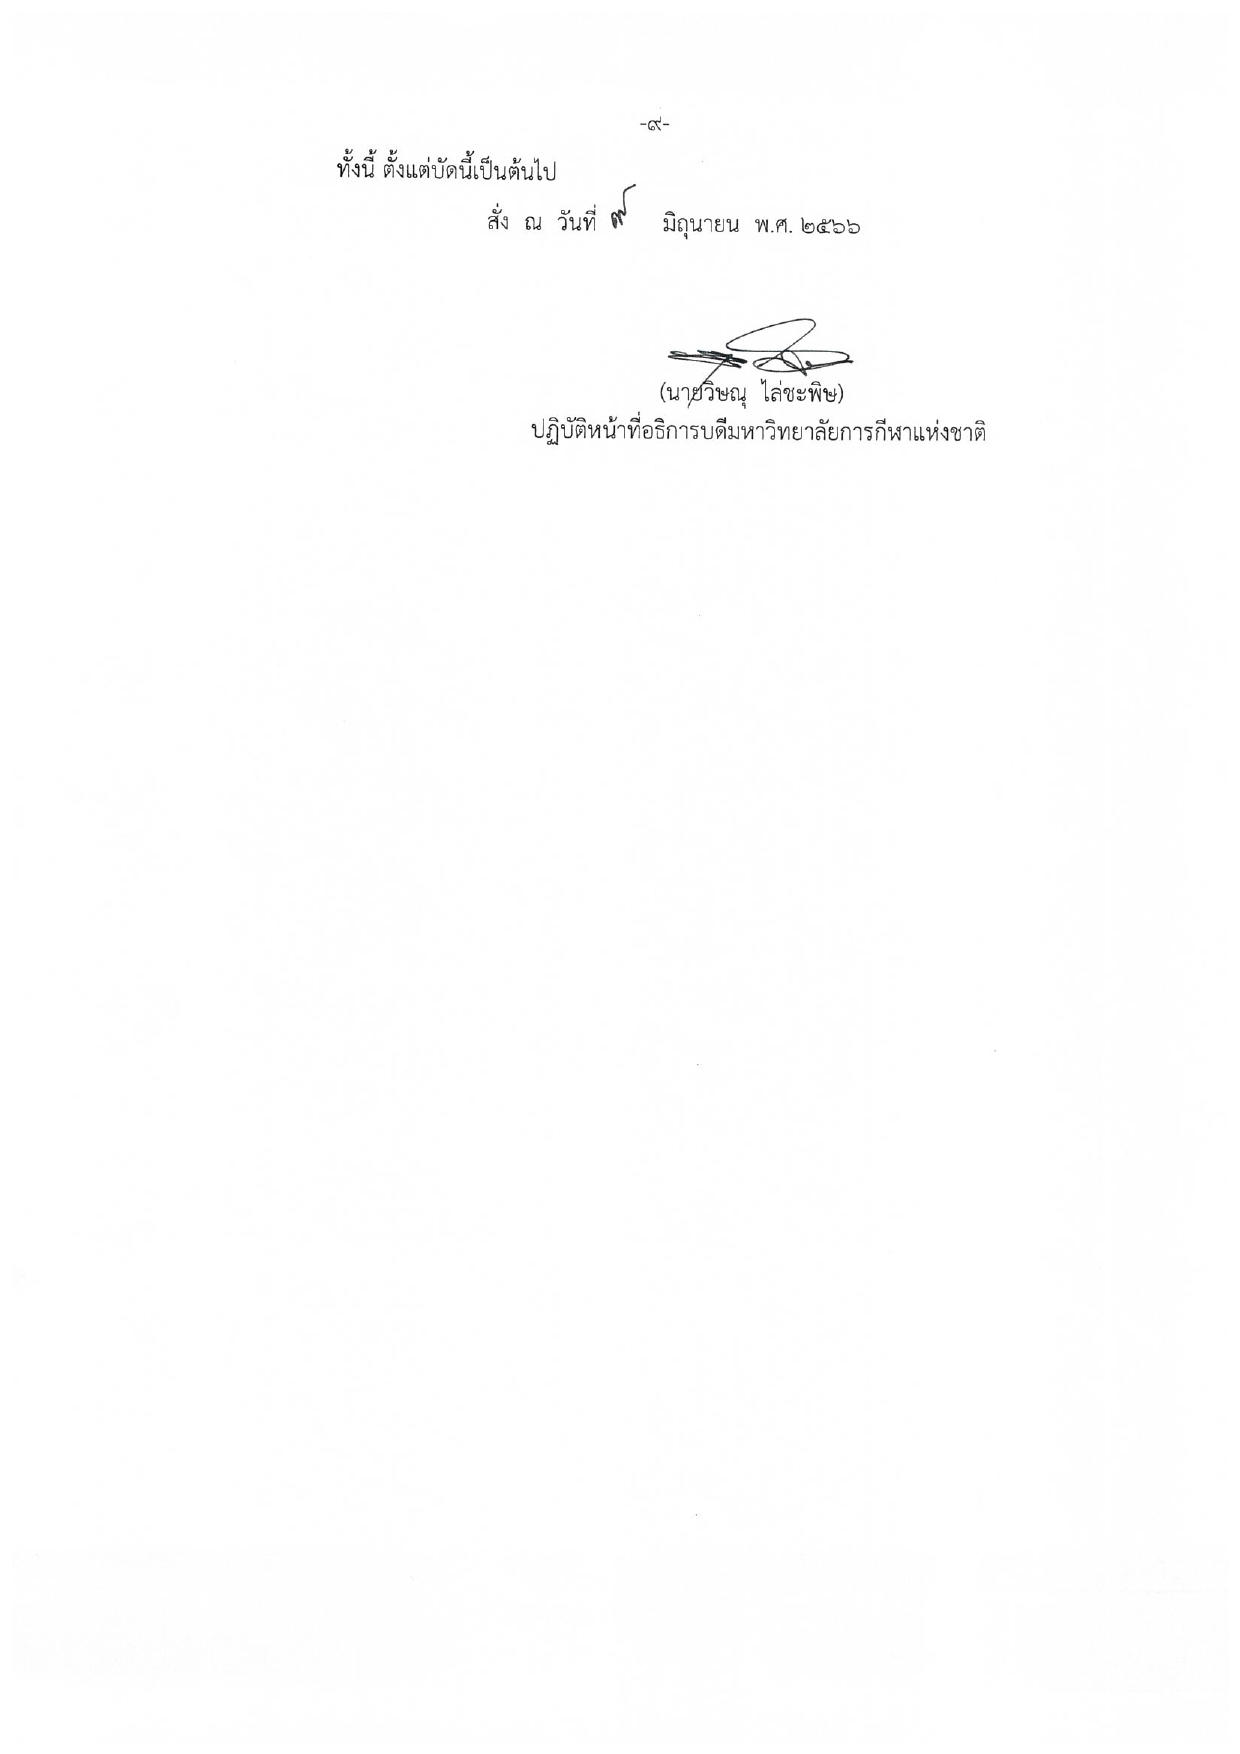 -๙-
ทั้งนี้ ตั้งแต่บัดนี้เป็นต้นไป
สั่ง ณ วันที่ ๙ มิถุนายน พ.ศ. ๒๕๖๖
(นายวิษณุ ไล่ชะพิษ)
ปฏิบัติหน้าที่อธิการบดีมหาวิทยาลัยการกีฬาแห่งชาติ